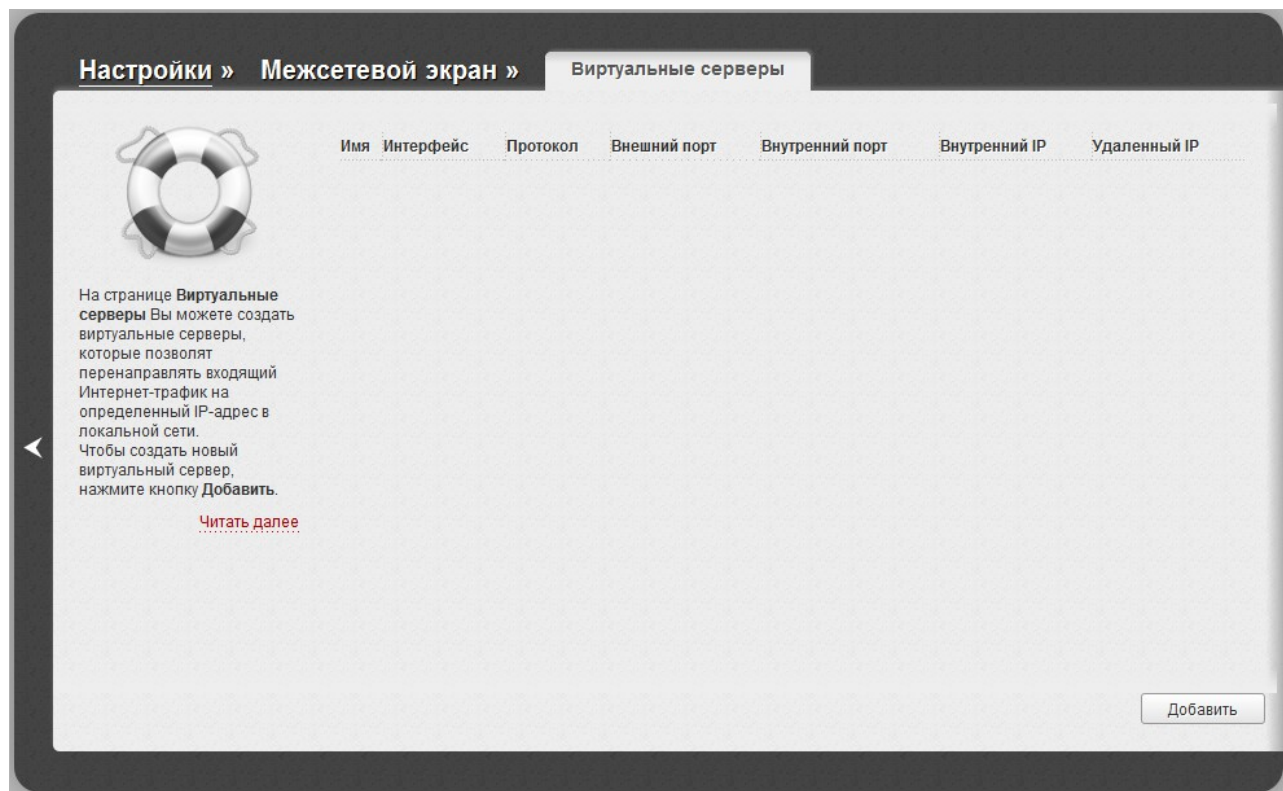 Настройки » Межсетевой экран » Виртуальные серверы
Имя Интерфейс Протокол Внешний порт Внутренний порт Внутренний IP Удаленный IP
На странице Виртуальные
серверы Вы можете создать
виртуальные серверы,
которые позволят
перенаправлять входящий
Интернет-трафик на
определенный IP-адрес в
локальной сети.
Чтобы создать новый
виртуальный сервер,
нажмите кнопку Добавить.
Читать далее
Добавить